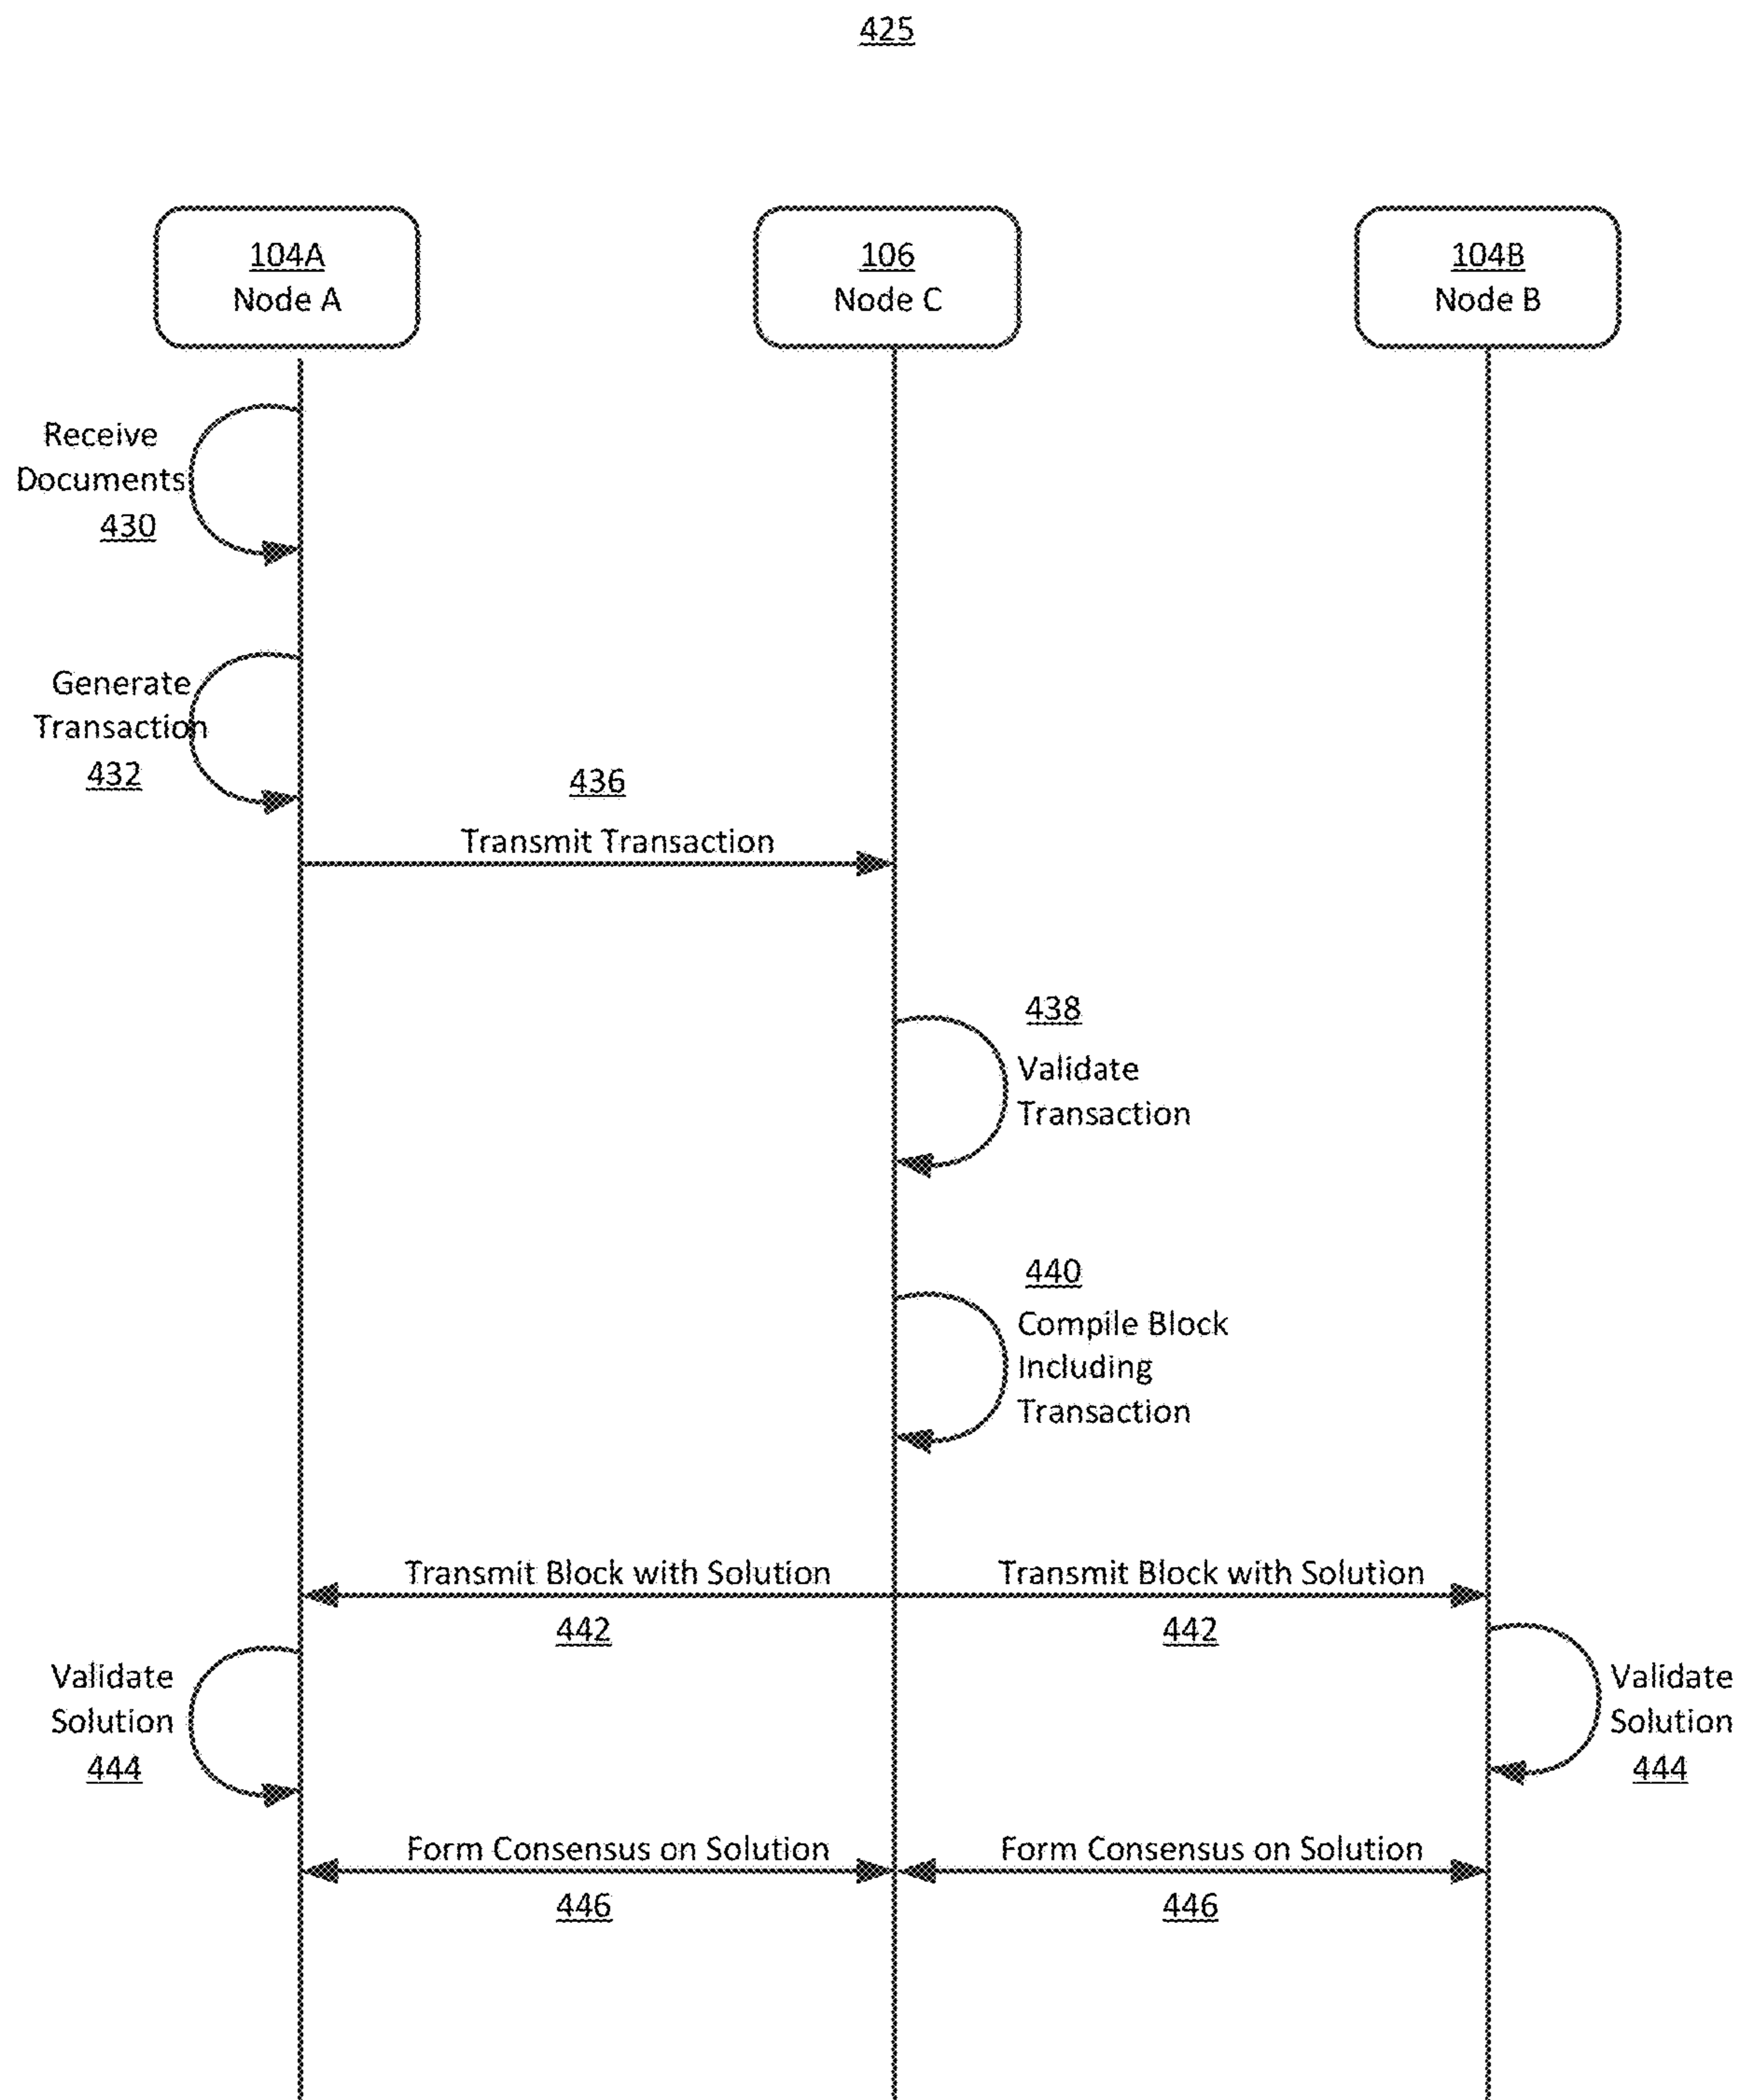 425
104A
Node A
106
Node C
104B
Node B
Receive
Documents
430
Generate
Transaction
432
436
Transmit Transaction
438
Validate
Transaction
440
Compile Block
Including
Transaction
Transmit Block with Solution
442
Transmit Block with Solution
442
Validate
Solution
444
Validate
Solution
444
Form Consensus on Solution
446
Form Consensus on Solution
446